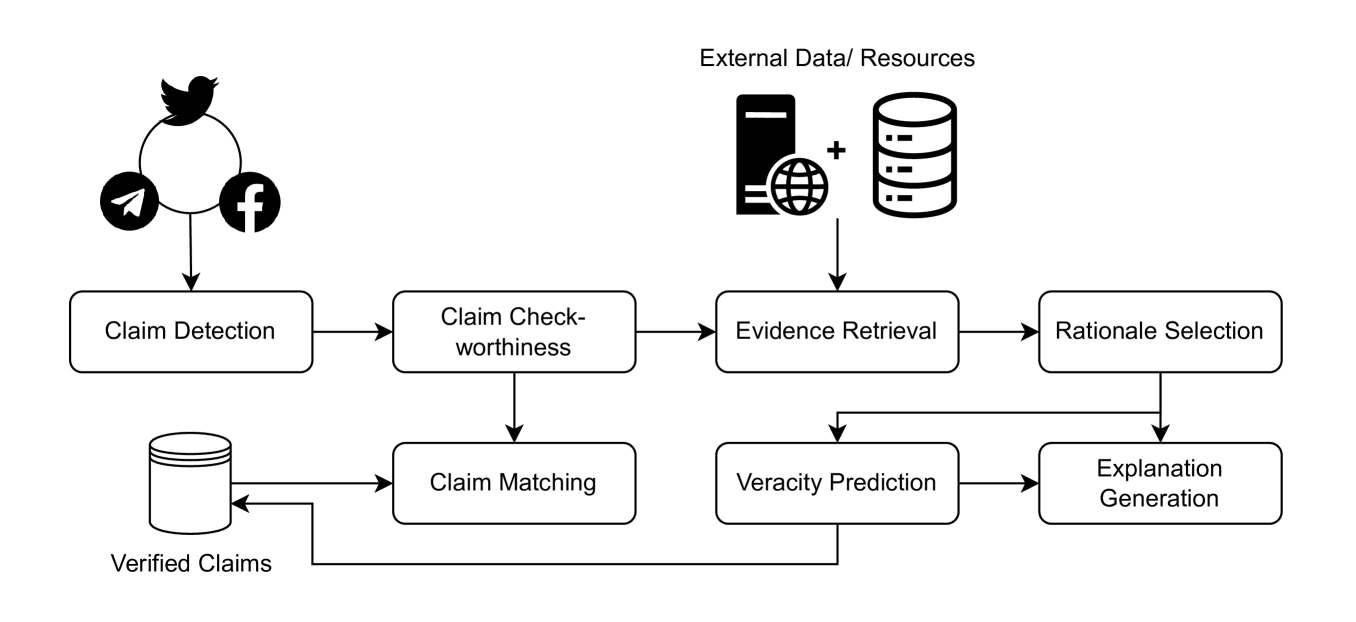 External Data/ Resources
Claim Detection
Claim Check-
worthiness
Evidence Retrieval
Rationale Selection
Claim Matching
Veracity Prediction
Explanation
Generation
Verified Claims